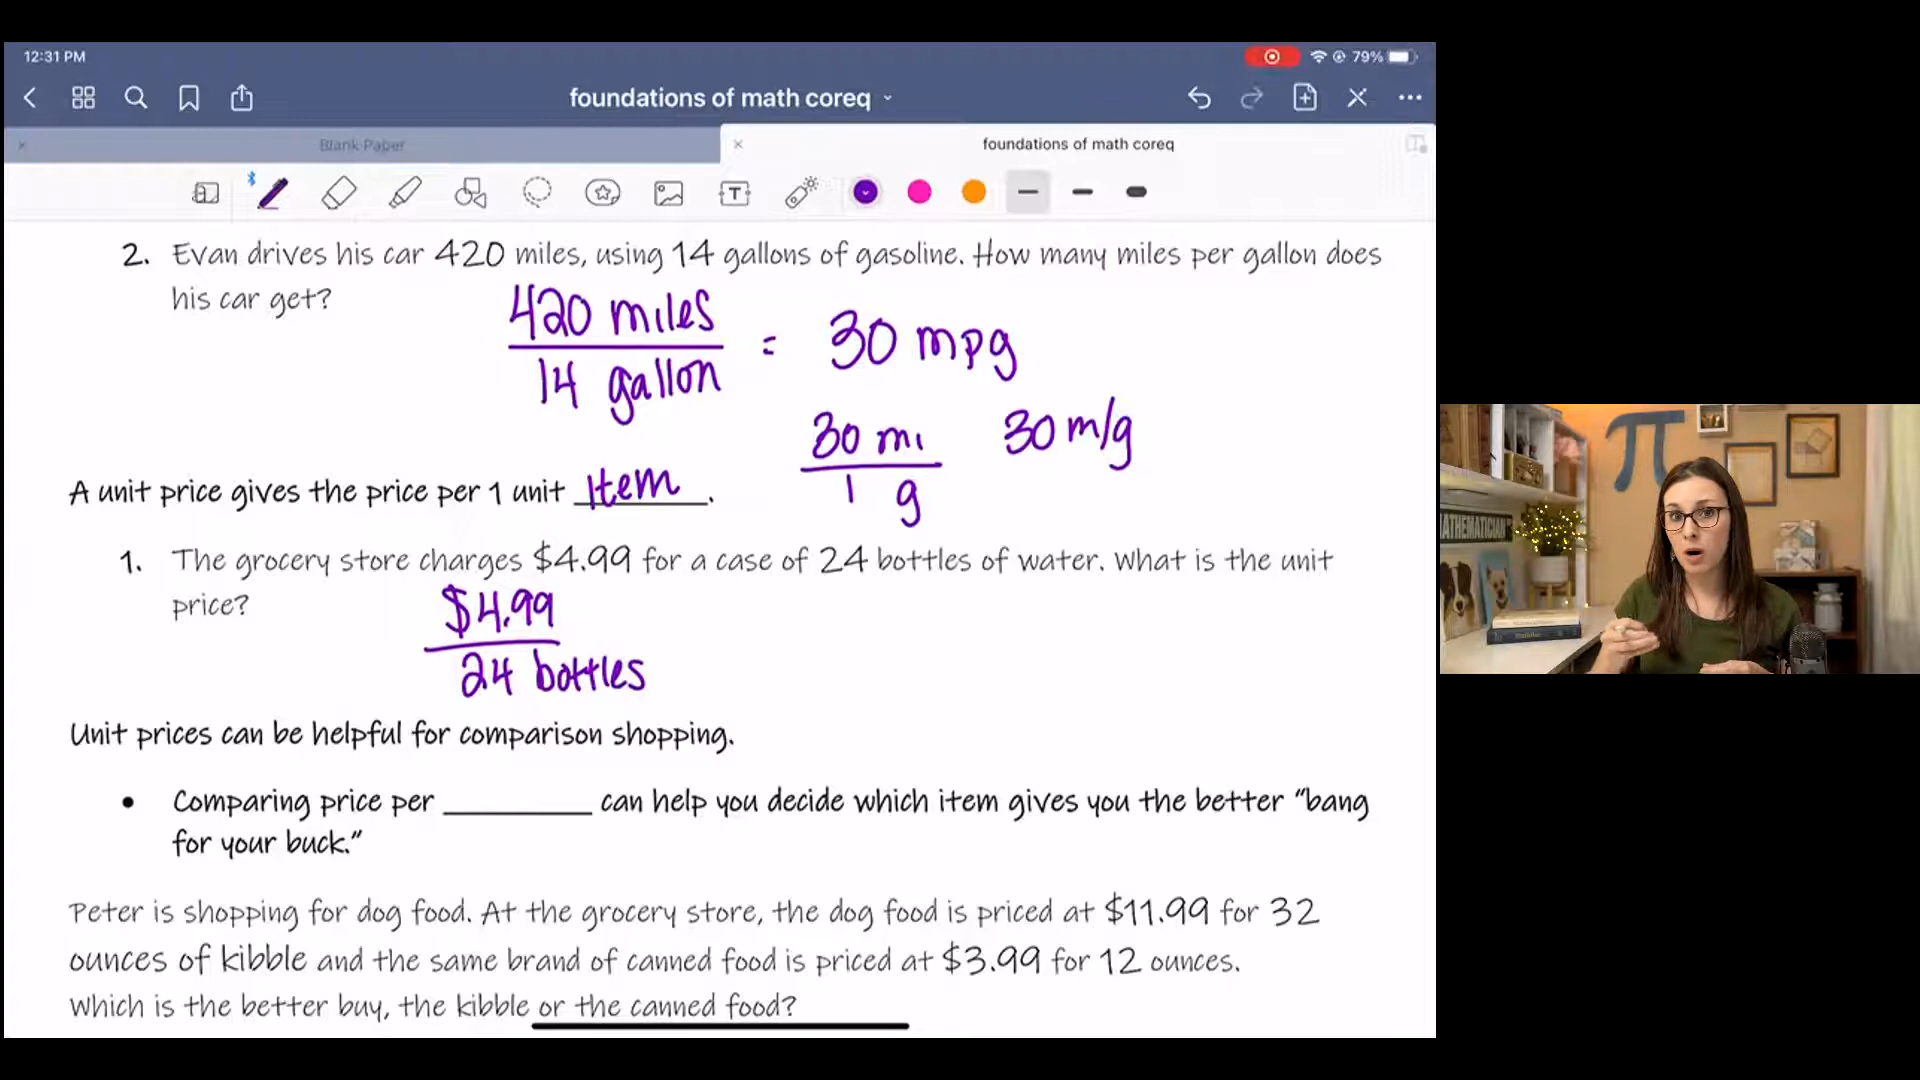 12:31 PM
79%
foundations of math coreq
Blank Paper
foundations of math coreq
2. Evan drives his car 420 miles, using 14 gallons of gasoline. How many miles per gallon does
his car get?
420 miles
14 gallon
= 30 mpg
30 mi
1 g
30 m/g
A unit price gives the price per 1 unit item.
1. The grocery store charges $4.99 for a case of 24 bottles of water. What is the unit
price?
$4.99
24 bottles
Unit prices can be helpful for comparison shopping.
• Comparing price per __________ can help you decide which item gives you the better "bang
for your buck."
Peter is shopping for dog food. At the grocery store, the dog food is priced at $11.99 for 32
ounces of kibble and the same brand of canned food is priced at $3.99 for 12 ounces.
Which is the better buy, the kibble or the canned food?
MATHEMATICIAN